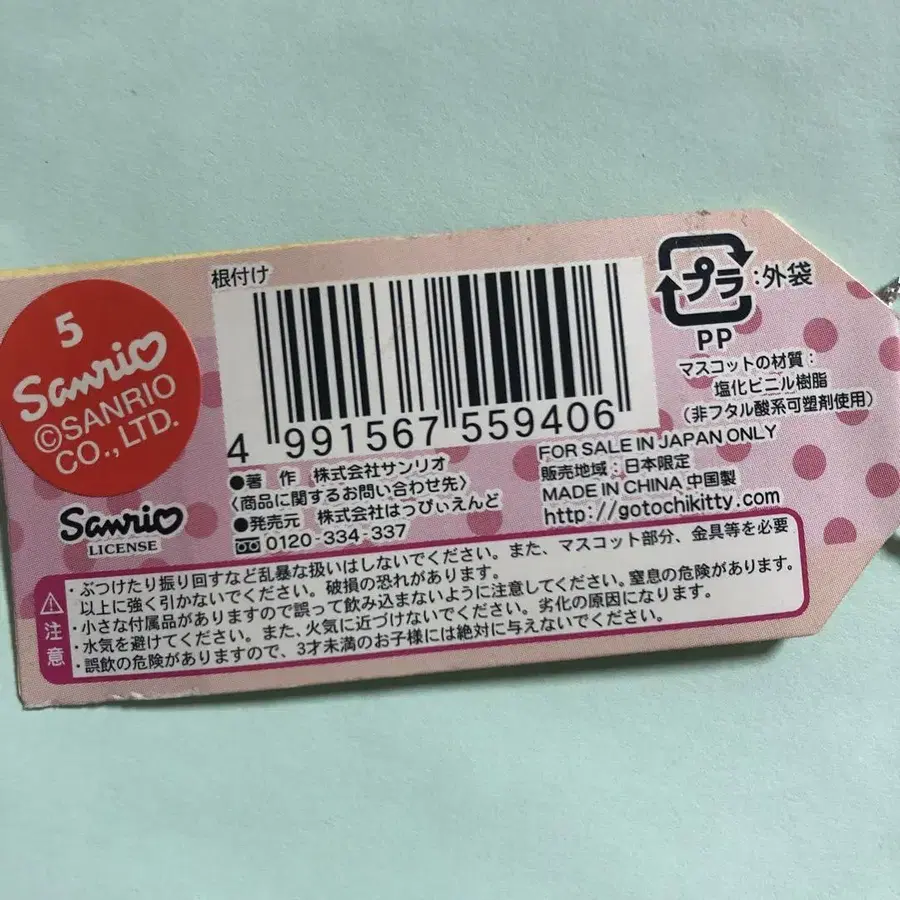 5
Sanrio
©SANRIO
CO., LTD.
Sanrio
LICENSE
根付け
4 991567 559406
●著 作 株式会社サンリオ
〈商品に関するお問い合わせ先〉
●発売元 株式会社はっぴぃえんど
0120-334-337
プラ:外袋
PP
マスコットの材質:
塩化ビニル樹脂
(非フタル酸系可塑剤使用)
FOR SALE IN JAPAN ONLY
販売地域:日本限定
MADE IN CHINA 中国製
http://gotochikitty.com
注意
・ぶつけたり振り回すなど乱暴な扱いはしないでください。また、マスコット部分、金具等を必要
以上に強く引かないでください。破損の恐れがあります。
・小さな付属品がありますので誤って飲み込まないように注意してください。窒息の危険があります。
・水気を避けてください。また、火気に近づけないでください。劣化の原因になります。
・誤飲の危険がありますので、3才未満のお子様には絶対に与えないでください。